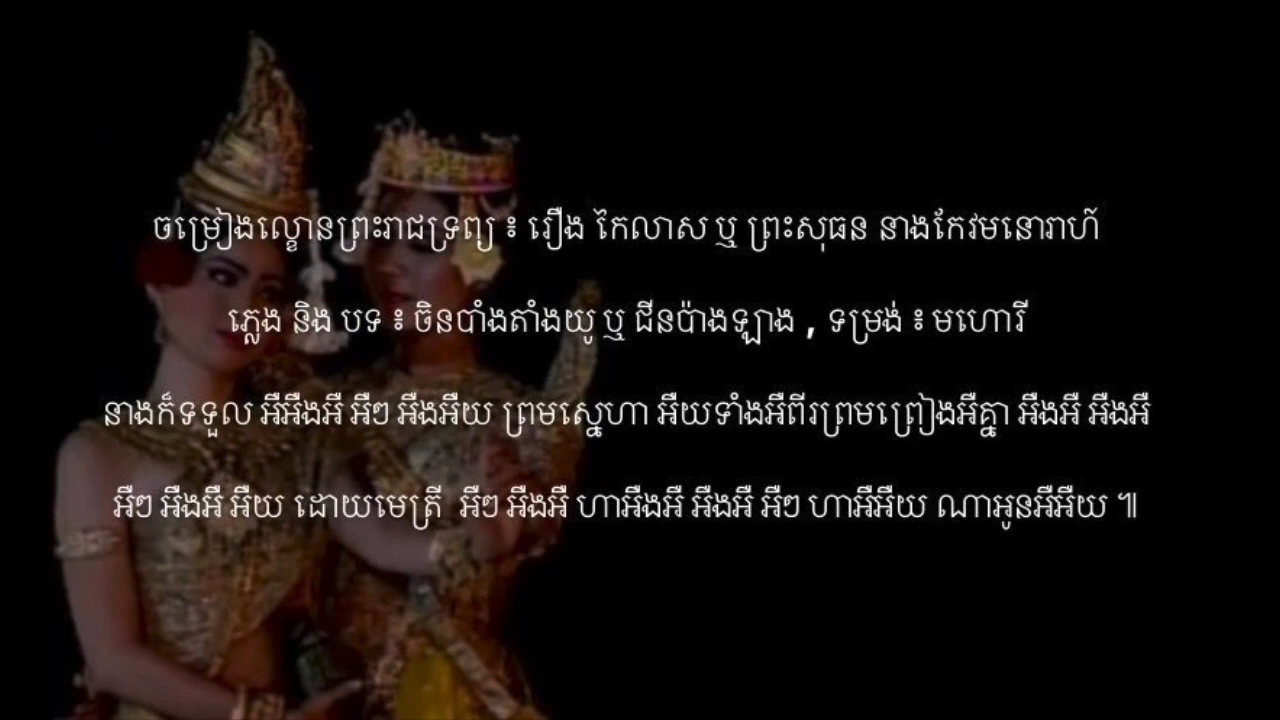 ចម្រៀងល្ខោនព្រះរាជទ្រព្យ ៖ រឿង កៃលាស ឬ ព្រះសុធន នាងកែវមនោរាហ៍
ភ្លេង និង បទ ៖ ចិនបាំងតាំងយូ ឬ ជីនប៉ាងឡាង , ទម្រង់ ៖ មហោរី
នាងក៏ទទួល អឺអឺងអឺ អឺៗ អឺងអឺយ ព្រមស្នេហា អឺយទាំងអឺពីរព្រមព្រៀងអឺគ្នា អឺងអឺ អឺងអឺ
អឺៗ អឺងអឺ អឺយ ដោយមេត្រី អឺៗ អឺងអឺ ហាអឺងអឺ អឺងអឺ អឺៗ ហាអឺអឺយ ណាអូនអឺអឺយ ៕